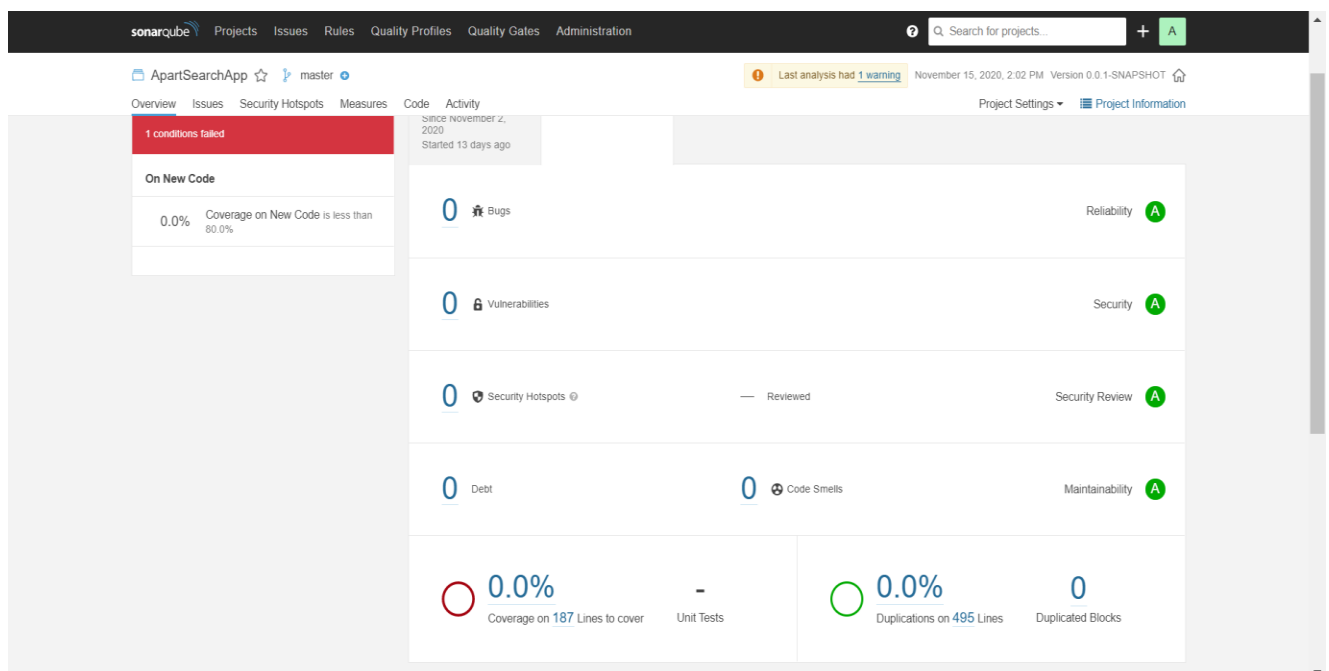 sonarqube Projects Issues Rules Quality Profiles Quality Gates Administration ? Search for projects... + A
ApartSearchApp master Last analysis had 1 warning November 15, 2020, 2:02 PM Version 0.0.1-SNAPSHOT
Overview Issues Security Hotspots Measures Code Activity Project Settings Project Information
1 conditions failed
On New Code
0.0% Coverage on New Code is less than
80.0%
Since November 2,
2020
Started 13 days ago
0 Bugs Reliability A
0 Vulnerabilities Security A
0 Security Hotspots ? — Reviewed Security Review A
0 Debt 0 Code Smells Maintainability A
0.0% - 0.0% 0
Coverage on 187 Lines to cover Unit Tests Duplications on 495 Lines Duplicated Blocks